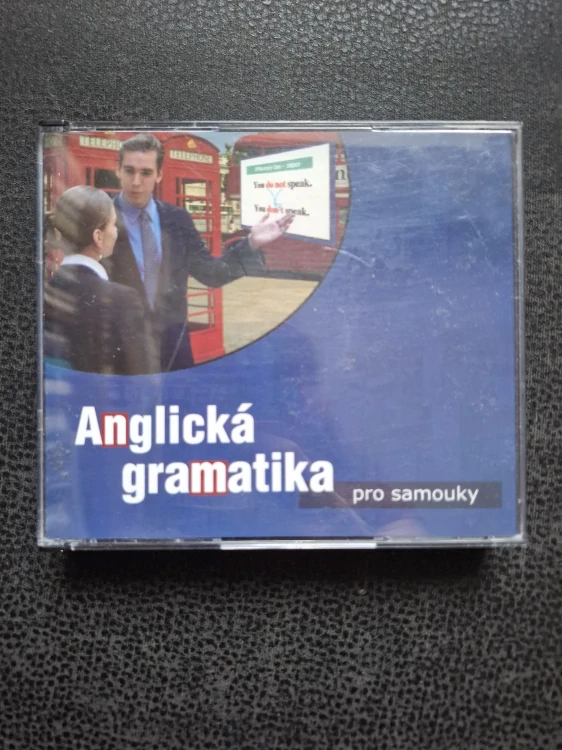 TELEPHONE
TELEPHONE
You do not speak.
You don't speak.
Anglická
gramatika
pro samouky